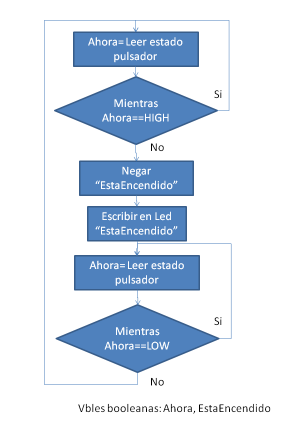 Ahora= Leer estado
pulsador
Si
Mientras
Ahora==HIGH
No
Negar
“EstaEncendido”
Escribir en Led
“EstaEncendido”
Ahora= Leer estado
pulsador
Si
Mientras
Ahora==LOW
No
Vbles booleanas: Ahora, EstaEncendido